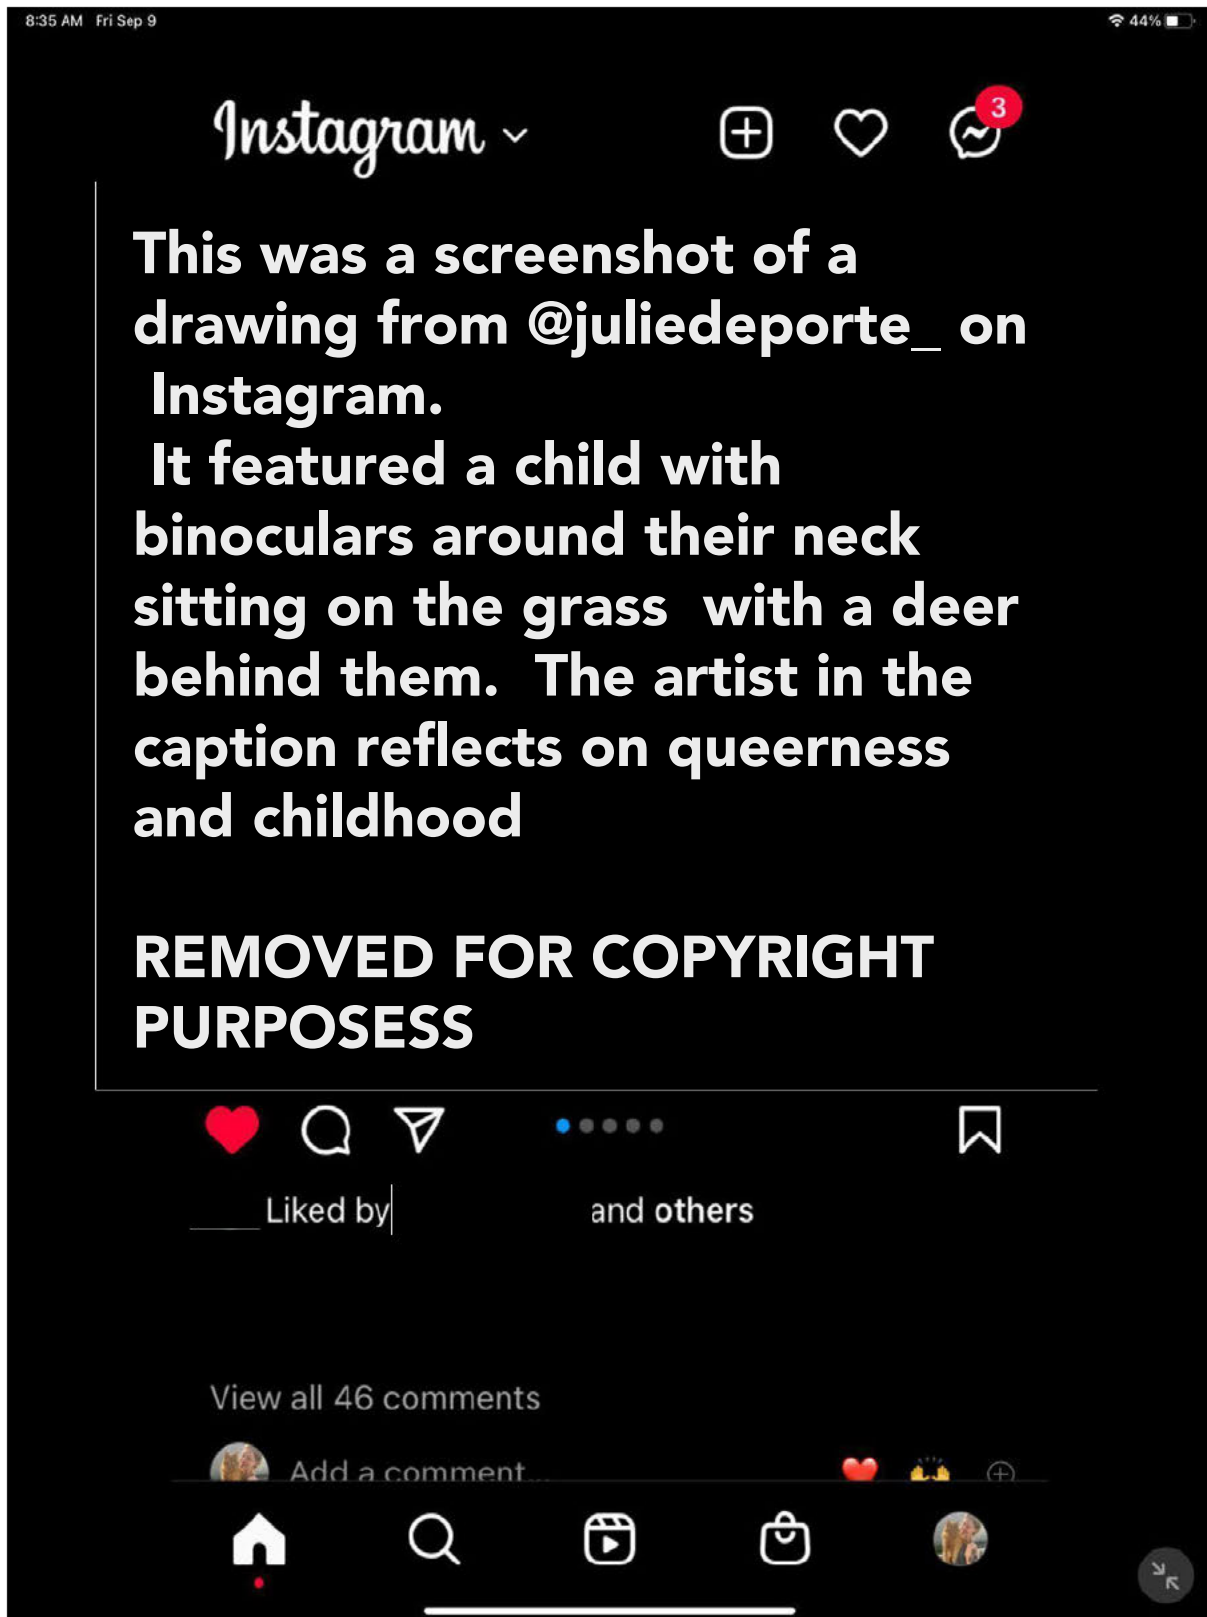 8:35 AM Fri Sep 9 44%
Instagram 3
This was a screenshot of a
drawing from @juliedeporte_ on
Instagram.
It featured a child with
binoculars around their neck
sitting on the grass with a deer
behind them. The artist in the
caption reflects on queerness
and childhood
REMOVED FOR COPYRIGHT
PURPOSESS
Liked by and others
View all 46 comments
Add a comment...